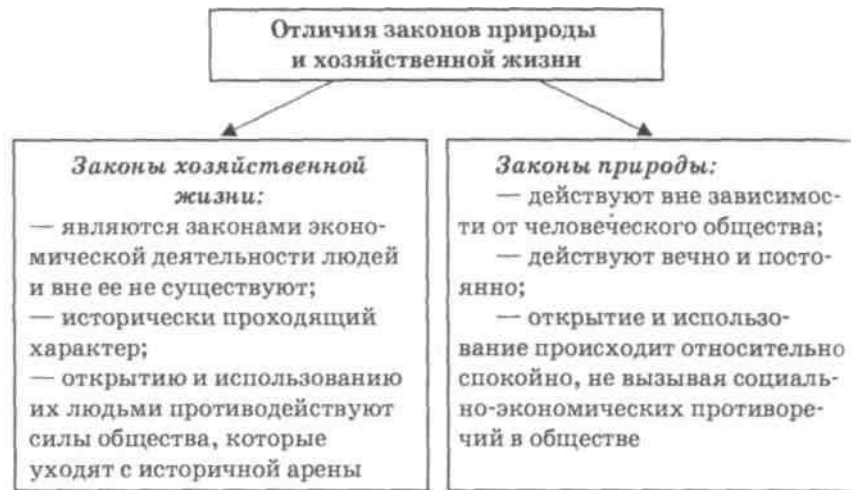 Отличия законов природы
и хозяйственной жизни
Законы хозяйственной
жизни:
— являются законами эконо-
мической деятельности людей
и вне ее не существуют;
— исторически проходящий
характер;
— открытию и использованию
их людьми противодействуют
силы общества, которые
уходят с историчной арены
Законы природы:
— действуют вне зависимос-
ти от человеческого общества;
— действуют вечно и посто-
янно;
— открытие и использо-
вание происходит относительно
спокойно, не вызывая социаль-
но-экономических противоре-
чий в обществе